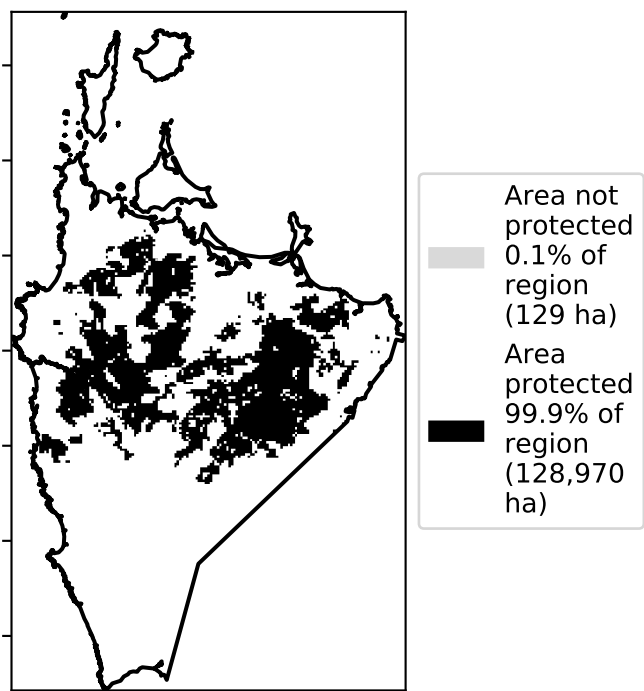 Area not
protected
0.1% of
region
(129 ha)
Area
protected
99.9% of
region
(128,970
ha)